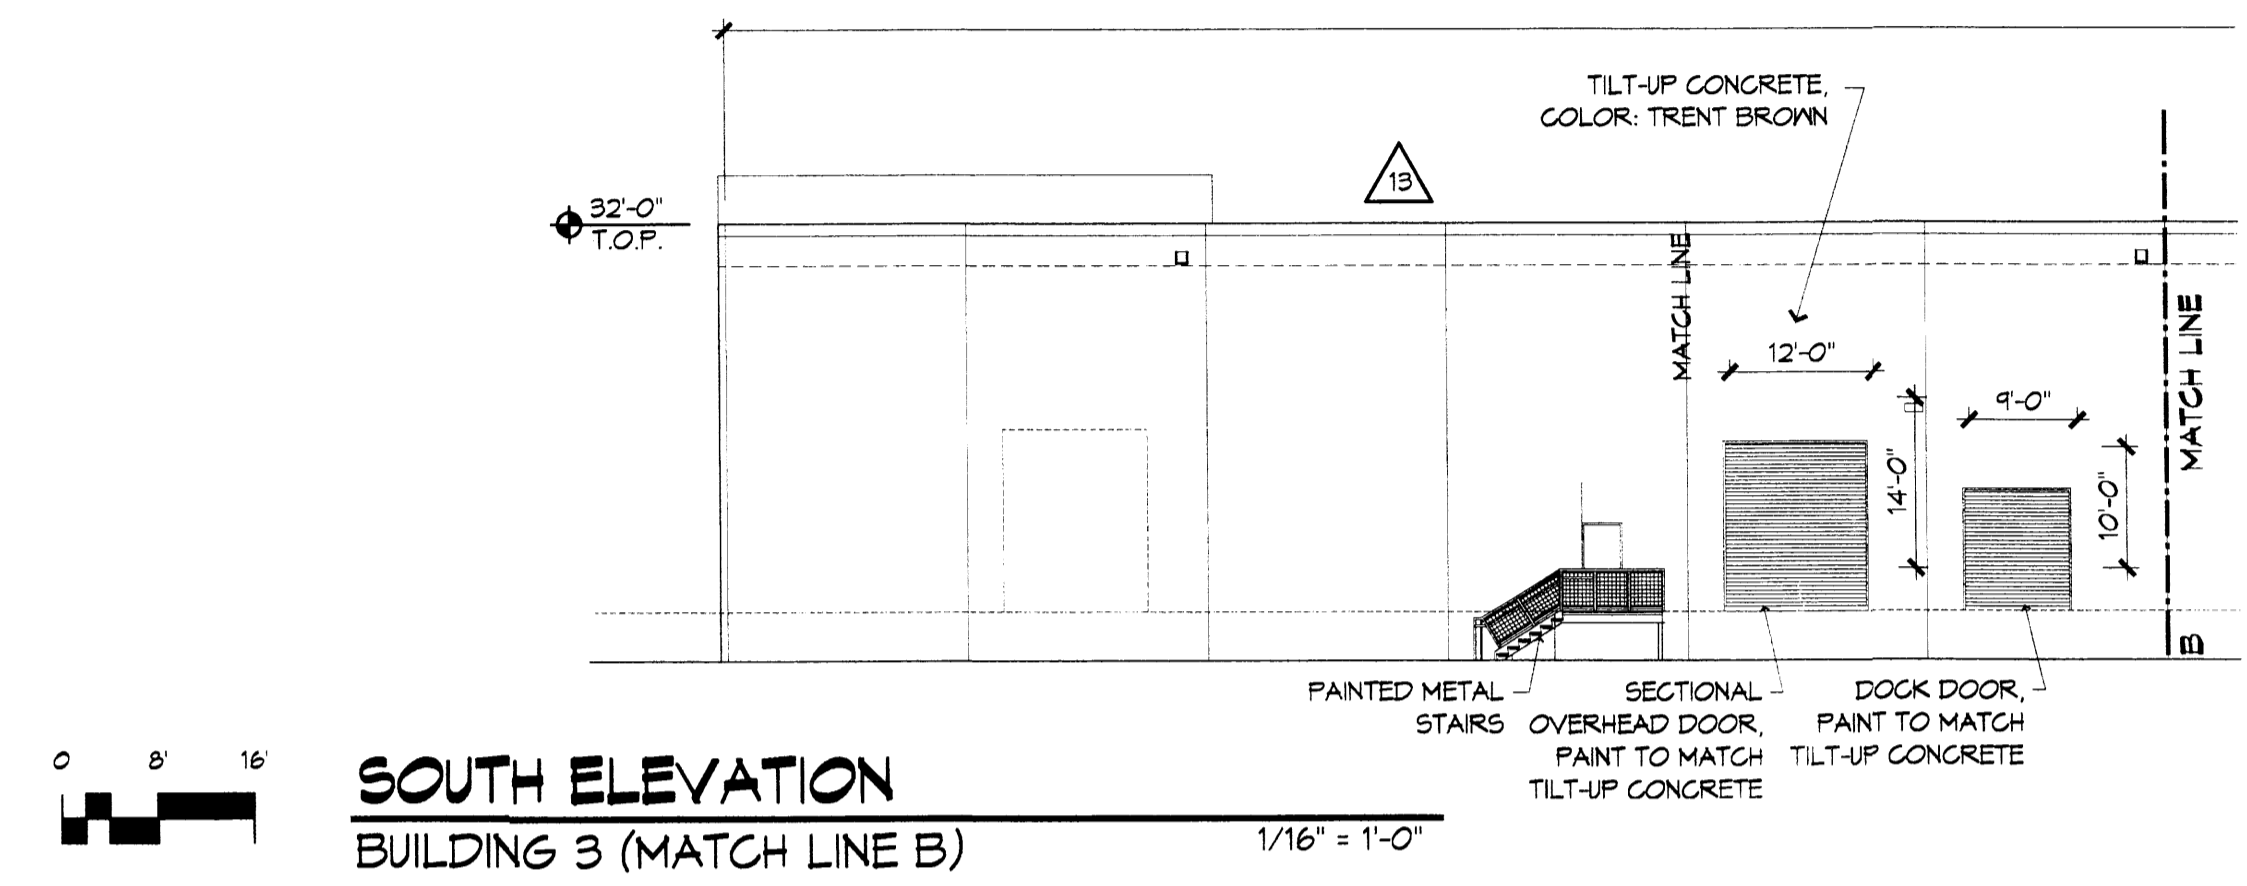 TILT-UP CONCRETE,
COLOR: TRENT BROWN
13
32'-0"
T.O.P.
MATCH LINE
12'-0"
14'-0"
9'-0"
10'-0"
MATCH LINE
B
PAINTED METAL
STAIRS
SECTIONAL
OVERHEAD DOOR,
PAINT TO MATCH
TILT-UP CONCRETE
DOCK DOOR,
PAINT TO MATCH
TILT-UP CONCRETE
0 8' 16'
SOUTH ELEVATION
BUILDING 3 (MATCH LINE B)
1/16" = 1'-0"